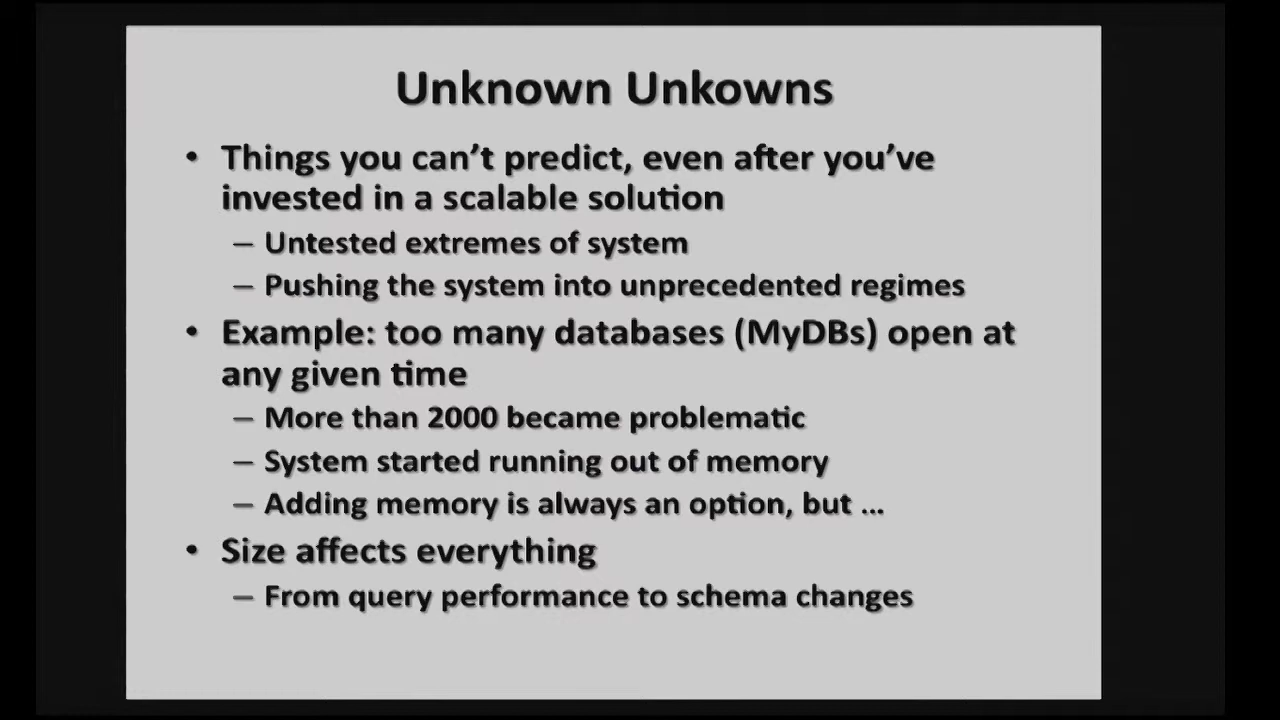 Unknown Unkowns
• Things you can't predict, even after you've
invested in a scalable solution
– Untested extremes of system
– Pushing the system into unprecedented regimes
• Example: too many databases (MyDBs) open at
any given time
– More than 2000 became problematic
– System started running out of memory
– Adding memory is always an option, but ...
• Size affects everything
– From query performance to schema changes